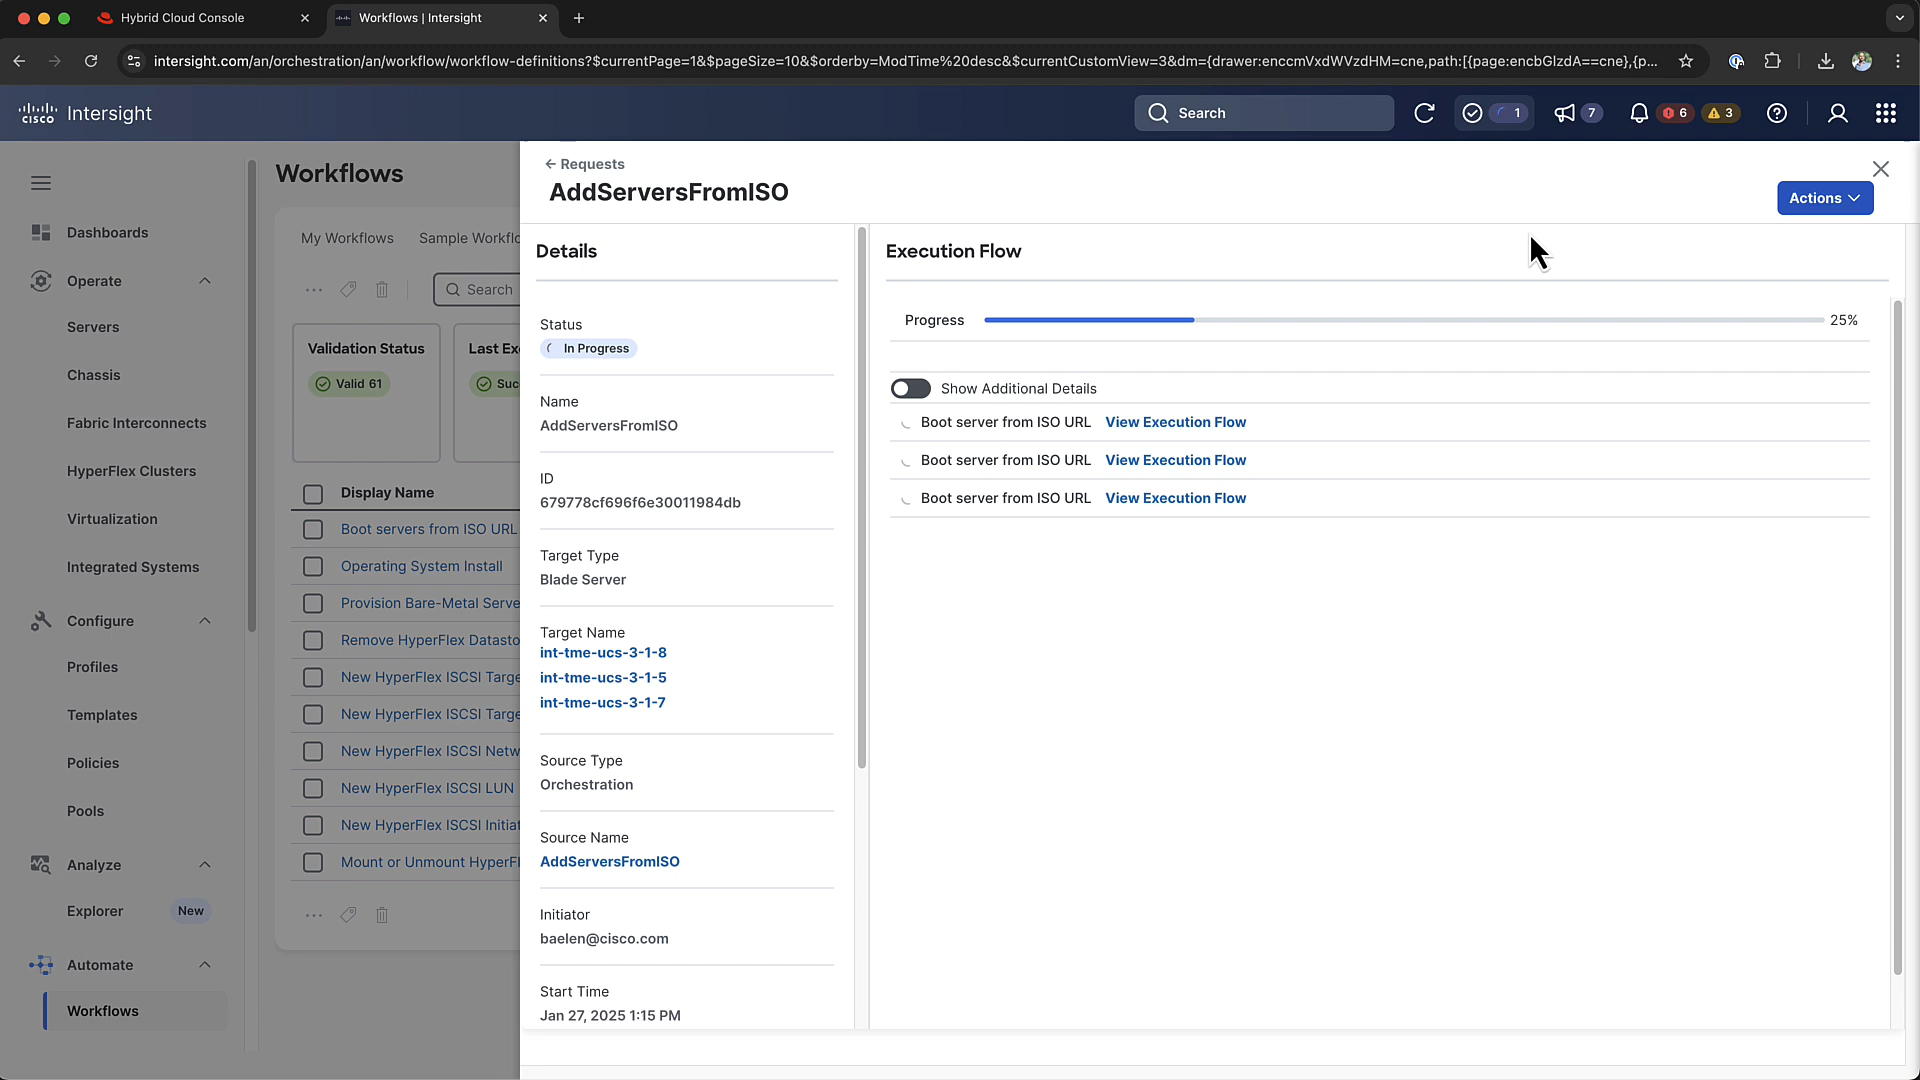 Hybrid Cloud Console
Workflows | Intersight
intersight.com/an/orchestration/an/workflow/workflow-definitions?$currentPage=1&$pageSize=10&$orderby=ModTime%20desc&$currentCustomView=3&dm={drawer:enccmVxdWVzdHM=cne,path:[{page:encbGlzdA==cne},{p...
cisco Intersight
Search
1
7
6
3
Workflows
Dashboards
Operate
Servers
Chassis
Fabric Interconnects
HyperFlex Clusters
Virtualization
Integrated Systems
Configure
Profiles
Templates
Policies
Pools
Analyze
Explorer New
Automate
Workflows
My Workflows Sample Workflo
Search
Validation Status
Valid 61
Last Ex
Suc
Display Name
Boot servers from ISO URL
Operating System Install
Provision Bare-Metal Serve
Remove HyperFlex Datasto
New HyperFlex ISCSI Targe
New HyperFlex ISCSI Targe
New HyperFlex ISCSI Netw
New HyperFlex ISCSI LUN
New HyperFlex ISCSI Initiat
Mount or Unmount HyperFl
Requests
AddServersFromISO
Actions
Details
Status
In Progress
Name
AddServersFromISO
ID
679778cf696f6e30011984db
Target Type
Blade Server
Target Name
int-tme-ucs-3-1-8
int-tme-ucs-3-1-5
int-tme-ucs-3-1-7
Source Type
Orchestration
Source Name
AddServersFromISO
Initiator
baelen@cisco.com
Start Time
Jan 27, 2025 1:15 PM
Execution Flow
Progress 25%
Show Additional Details
Boot server from ISO URL View Execution Flow
Boot server from ISO URL View Execution Flow
Boot server from ISO URL View Execution Flow